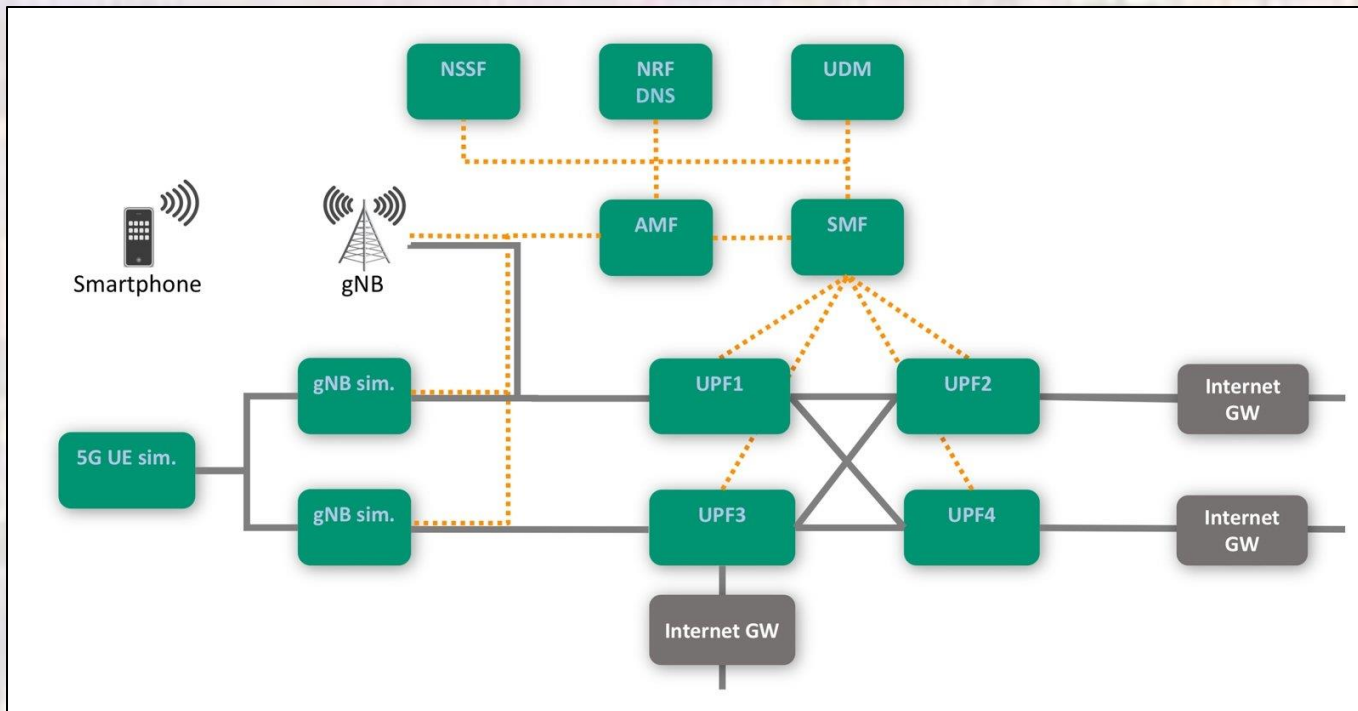 NSSF
NRF
DNS
UDM
AMF
SMF
Smartphone
gNB
gNB sim.
UPF1
UPF2
Internet
GW
5G UE sim.
gNB sim.
UPF3
UPF4
Internet
GW
Internet GW